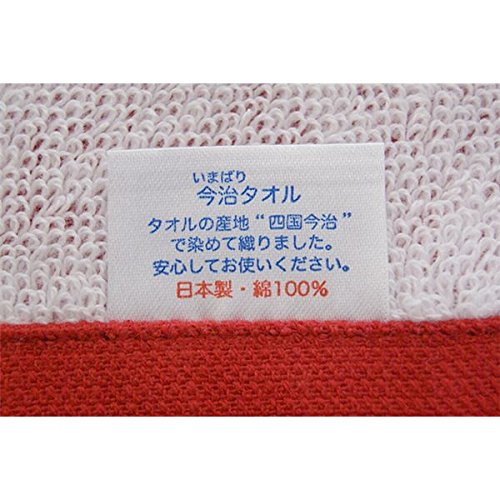 いまばり
今治タオル
タオルの産地“四国今治”
で染めて織りました。
安心してお使いください。
日本製・綿100%